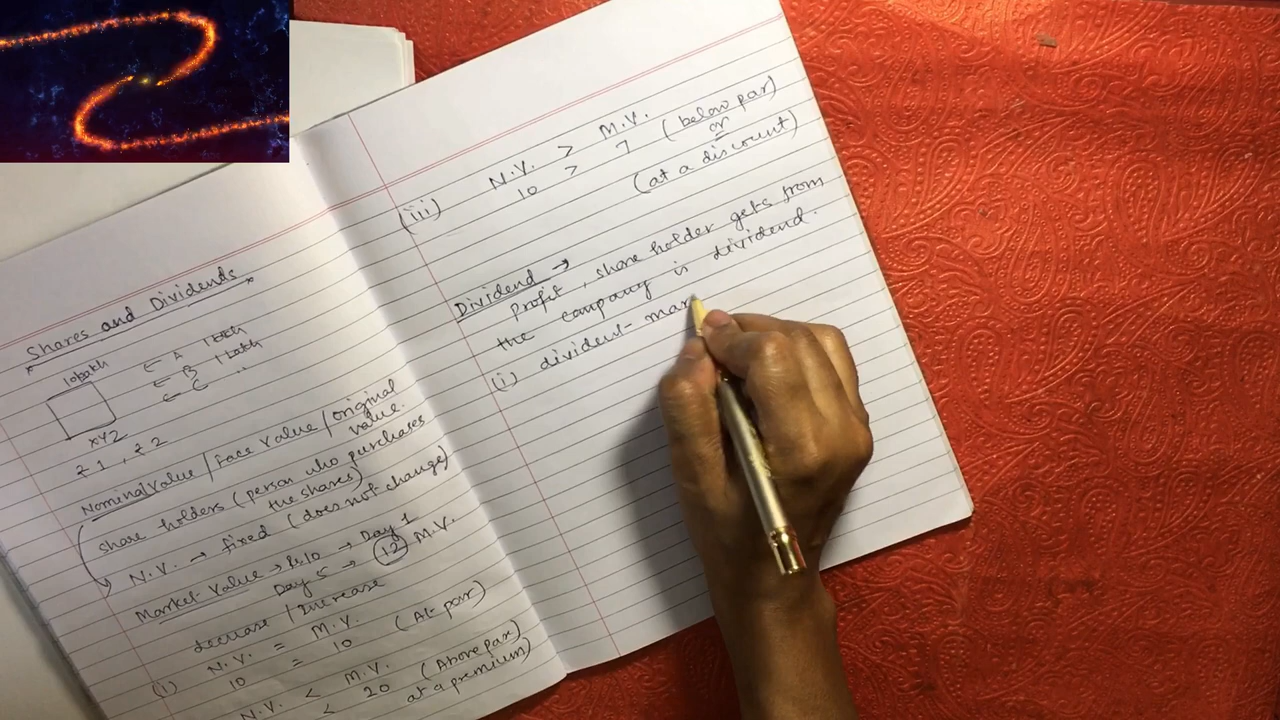 * Shares and Dividends *
10 lakh
← A 1 lakh
← B 1 lakh
← C "
XYZ
₹ 1, ₹ 2
Nominal Value / Face Value / Original Value.
share holders (person who purchases the shares)
N.V. → fixed (does not change)
Market Value → ₹10 → Day 1
Day 5 → 12 M.V.
decrease / Increase
(i) N.V. = M.V.
10 = 10 (At par)
N.V. < M.V.
< 20 (Above par)
at a premium)
(iii) N.V. > M.V.
10 > 7 (below par)
or
(at a discount)
Dividend →
Profit, share holder gets from
the company is dividend.
(i) divident- mar